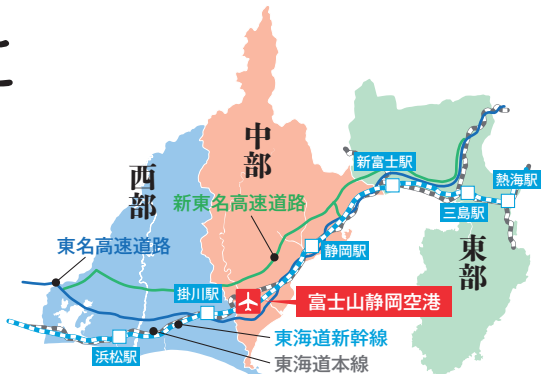 中部
西部
新富士駅
熱海駅
新東名高速道路
三島駅
東名高速道路
静岡駅
東部
掛川駅
富士山静岡空港
東海道新幹線
浜松駅
東海道本線